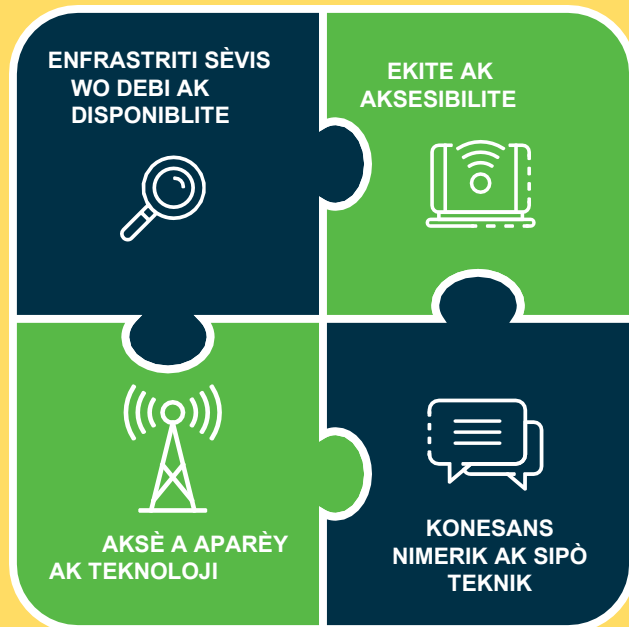 ENFRASTRITI SÈVIS
WO DEBI AK
DISPONIBLITE
EKITE AK
AKSESIBILITE
AKSÈ A APARÈY
AK TEKNOLOJI
KONESANS
NIMERIK AK SIPÒ
TEKNIK